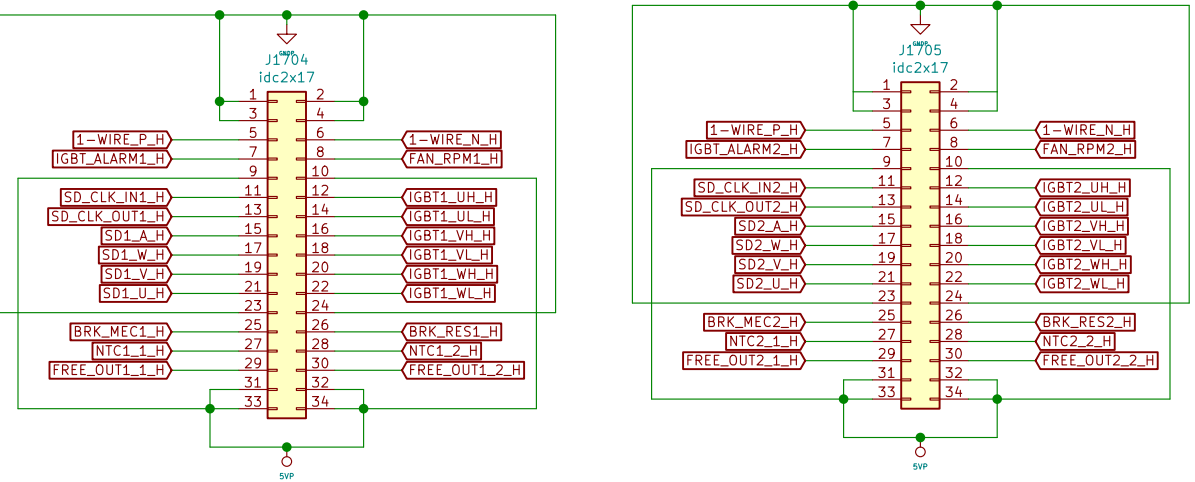 GNDP
J1704
idc2x17
1 2
3 4
1-WIRE_P_H 5 6 1-WIRE_N_H
IGBT_ALARM1_H 7 8 FAN_RPM1_H
9 10
SD_CLK_IN1_H 11 12 IGBT1_UH_H
SD_CLK_OUT1_H 13 14 IGBT1_UL_H
SD1_A_H 15 16 IGBT1_VH_H
SD1_W_H 17 18 IGBT1_VL_H
SD1_V_H 19 20 IGBT1_WH_H
SD1_U_H 21 22 IGBT1_WL_H
23 24
BRK_MEC1_H 25 26 BRK_RES1_H
NTC1_1_H 27 28 NTC1_2_H
FREE_OUT1_1_H 29 30 FREE_OUT1_2_H
31 32
33 34
5VP
GNDP
J1705
idc2x17
1 2
3 4
1-WIRE_P_H 5 6 1-WIRE_N_H
IGBT_ALARM2_H 7 8 FAN_RPM2_H
9 10
SD_CLK_IN2_H 11 12 IGBT2_UH_H
SD_CLK_OUT2_H 13 14 IGBT2_UL_H
SD2_A_H 15 16 IGBT2_VH_H
SD2_W_H 17 18 IGBT2_VL_H
SD2_V_H 19 20 IGBT2_WH_H
SD2_U_H 21 22 IGBT2_WL_H
23 24
BRK_MEC2_H 25 26 BRK_RES2_H
NTC2_1_H 27 28 NTC2_2_H
FREE_OUT2_1_H 29 30 FREE_OUT2_2_H
31 32
33 34
5VP